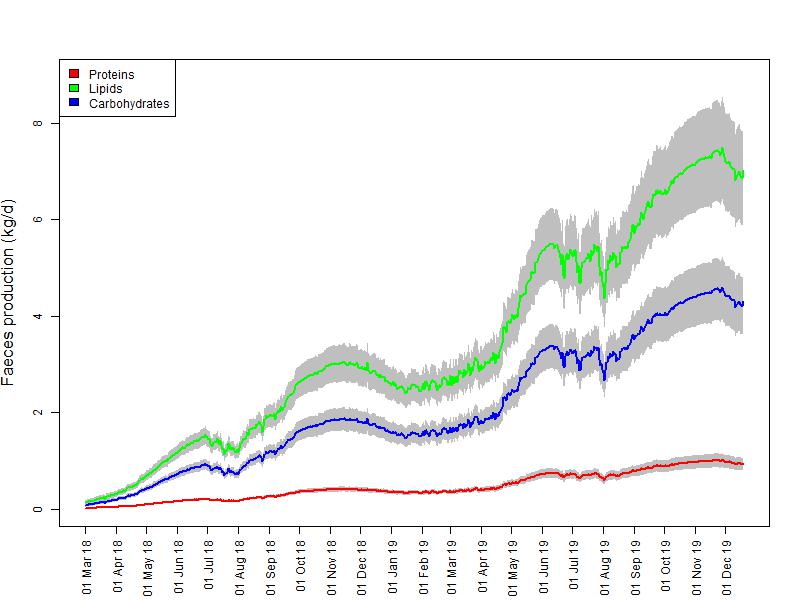 Proteins
Lipids
Carbohydrates
Faeces production (kg/d)
8
6
4
2
0
01 Mar 18
01 Apr 18
01 May 18
01 Jun 18
01 Jul 18
01 Aug 18
01 Sep 18
01 Oct 18
01 Nov 18
01 Dec 18
01 Jan 19
01 Feb 19
01 Mar 19
01 Apr 19
01 May 19
01 Jun 19
01 Jul 19
01 Aug 19
01 Sep 19
01 Oct 19
01 Nov 19
01 Dec 19